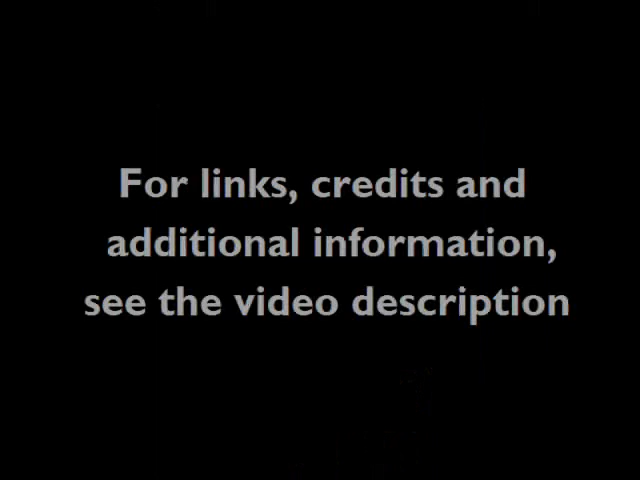 For links, credits and
additional information,
see the video description